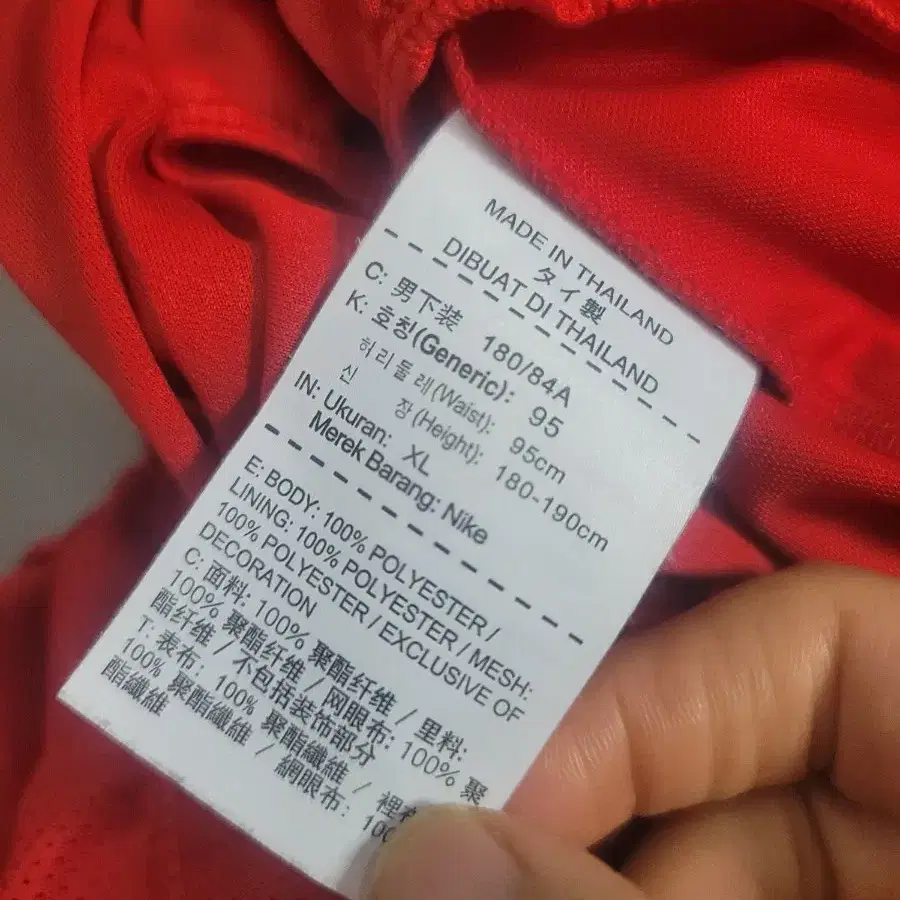 MADE IN THAILAND
タイ製
DIBUAT DI THAILAND
C: 男下装 180/84A
K: 호칭(Generic): 95
허리둘레(Waist): 95cm
신장(Height): 180-190cm
IN: Ukuran: XL
Merek Barang: Nike
E: BODY: 100% POLYESTER /
LINING: 100% POLYESTER / MESH:
100% POLYESTER / EXCLUSIVE OF
DECORATION
C: 面料: 100% 聚酯纤维 / 里料:
100% 聚酯纤维 / 网眼布: 100% 聚
酯纤维 / 不包括装饰部分
T: 表布: 100% 聚酯纖維 / 裡布
100% 聚酯纖維 / 網眼布: 100
酯纖維